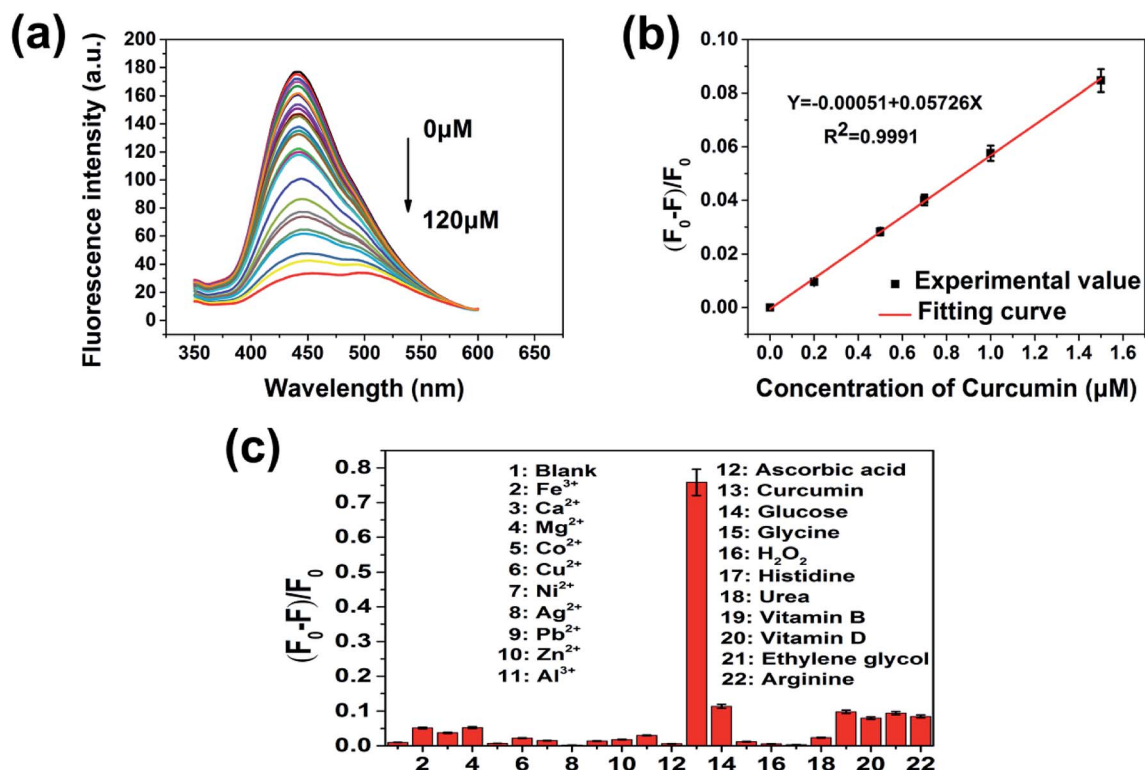 (a)
200
180
160
140
120
100
80
60
40
20
0
Fluorescence intensity (a.u.)
0μM
120μM
350 400 450 500 550 600 650
Wavelength (nm)
(b)
0.10
0.08
0.06
0.04
0.02
0.00
(F₀-F)/F₀
Y=-0.00051+0.05726X
R²=0.9991
Experimental value
Fitting curve
0.0 0.2 0.4 0.6 0.8 1.0 1.2 1.4 1.6
Concentration of Curcumin (μM)
(c)
0.8
0.7
0.6
0.5
0.4
0.3
0.2
0.1
0.0
(F₀-F)/F₀
1: Blank
2: Fe³⁺
3: Ca²⁺
4: Mg²⁺
5: Co²⁺
6: Cu²⁺
7: Ni²⁺
8: Ag²⁺
9: Pb²⁺
10: Zn²⁺
11: Al³⁺
12: Ascorbic acid
13: Curcumin
14: Glucose
15: Glycine
16: H₂O₂
17: Histidine
18: Urea
19: Vitamin B
20: Vitamin D
21: Ethylene glycol
22: Arginine
2 4 6 8 10 12 14 16 18 20 22